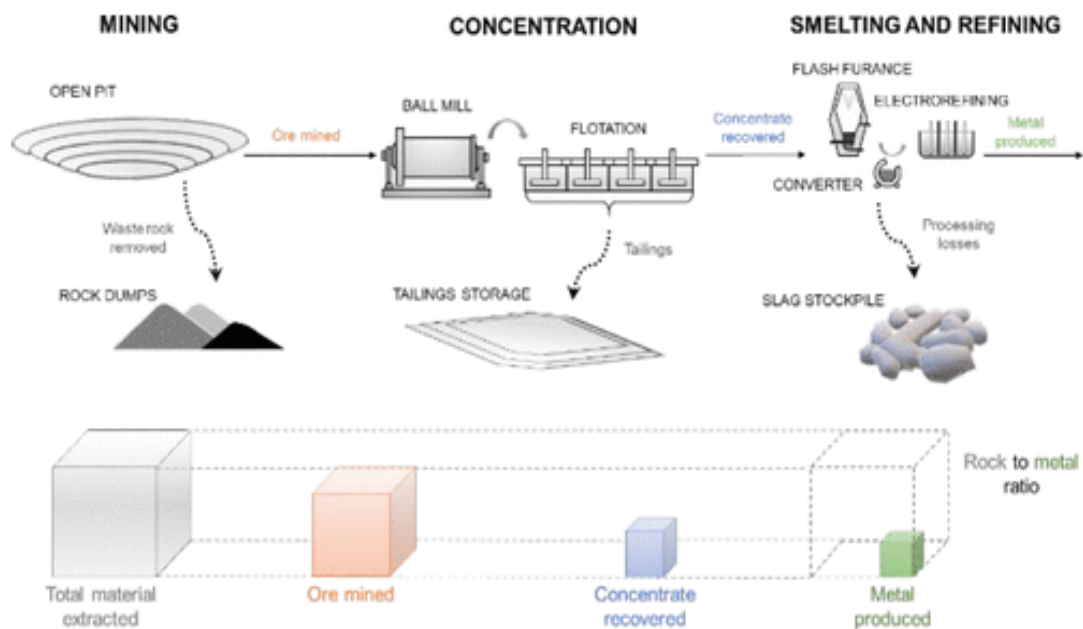 MINING
CONCENTRATION
SMELTING AND REFINING
FLASH FURANCE
OPEN PIT
BALL MILL
ELECTROREFINING
FLOTATION
Ore mined
Concentrate
recovered
Metal
produced
CONVERTER
Waste rock
removed
Tailings
Processing
losses
ROCK DUMPS
TAILINGS STORAGE
SLAG STOCKPILE
Rock to metal
ratio
Total material
extracted
Ore mined
Concentrate
recovered
Metal
produced